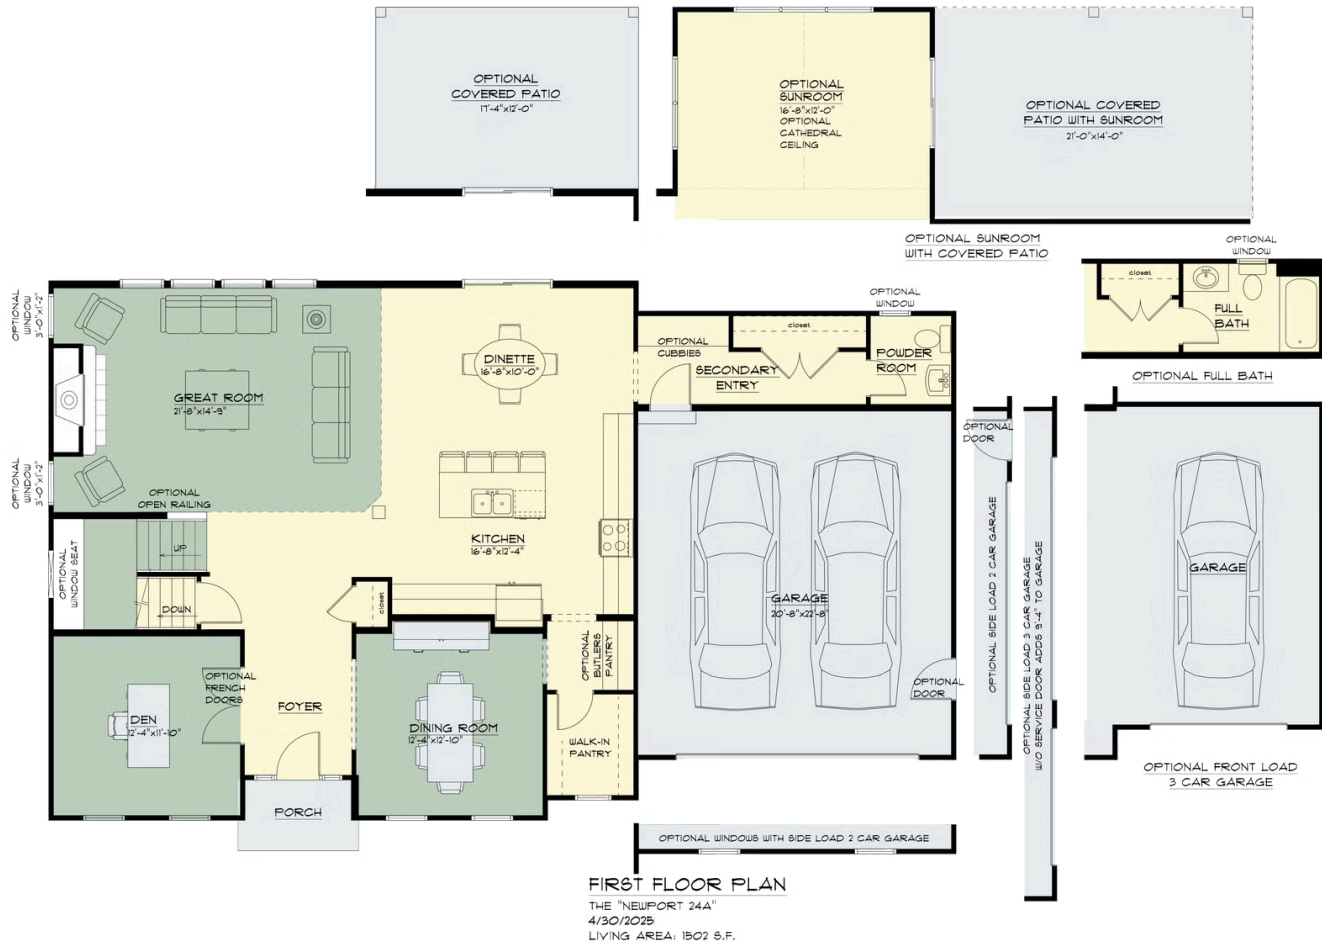 OPTIONAL
COVERED PATIO
17'-4"x12'-0"
OPTIONAL
SUNROOM
16'-8"x12'-0"
OPTIONAL
CATHEDRAL
CEILING
OPTIONAL COVERED
PATIO WITH SUNROOM
21'-0"x14'-0"
OPTIONAL SUNROOM
WITH COVERED PATIO
OPTIONAL
WINDOW
closet
FULL
BATH
OPTIONAL FULL BATH
OPTIONAL
WINDOW
3'-0"x1'-2"
GREAT ROOM
21'-8"x14'-9"
OPTIONAL
OPEN RAILING
OPTIONAL
WINDOW
3'-0"x1'-2"
DINETTE
16'-8"x10'-0"
KITCHEN
16'-8"x12'-4"
OPTIONAL
CUBBIES
SECONDARY
ENTRY
closet
OPTIONAL
WINDOW
POWDER
ROOM
OPTIONAL
WINDOW SEAT
UP
DOWN
closet
DEN
12'-4"x11'-10"
OPTIONAL
FRENCH
DOORS
FOYER
PORCH
DINING ROOM
12'-4"x12'-10"
OPTIONAL
BUTLERS
PANTRY
WALK-IN
PANTRY
GARAGE
20'-8"x22'-8"
OPTIONAL
DOOR
OPTIONAL
DOOR
OPTIONAL SIDE LOAD 2 CAR GARAGE
OPTIONAL SIDE LOAD 3 CAR GARAGE
W/O SERVICE DOOR ADDS 9'-4" TO GARAGE
GARAGE
OPTIONAL FRONT LOAD
3 CAR GARAGE
OPTIONAL WINDOWS WITH SIDE LOAD 2 CAR GARAGE
FIRST FLOOR PLAN
THE "NEWPORT 24A"
4/30/2025
LIVING AREA: 1502 S.F.